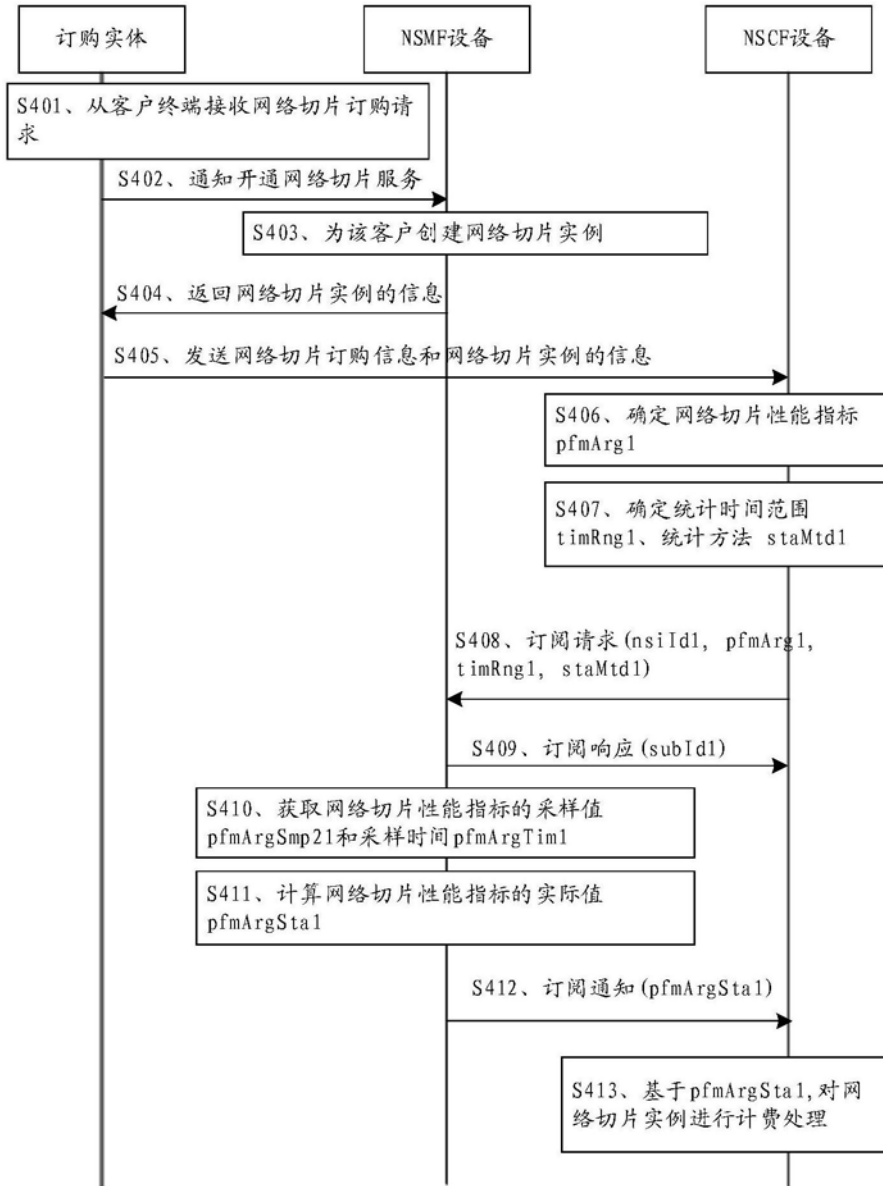 订购实体
NSMF设备
NSCF设备
S401、从客户终端接收网络切片订购请
求
S402、通知开通网络切片服务
S403、为该客户创建网络切片实例
S404、返回网络切片实例的信息
S405、发送网络切片订购信息和网络切片实例的信息
S406、确定网络切片性能指标
pfmArg1
S407、确定统计时间范围
timRng1、统计方法 staMtd1
S408、订阅请求(nsiId1, pfmArg1,
timRng1, staMtd1)
S409、订阅响应(subId1)
S410、获取网络切片性能指标的采样值
pfmArgSmp21和采样时间pfmArgTim1
S411、计算网络切片性能指标的实际值
pfmArgSta1
S412、订阅通知(pfmArgSta1)
S413、基于pfmArgSta1,对网
络切片实例进行计费处理